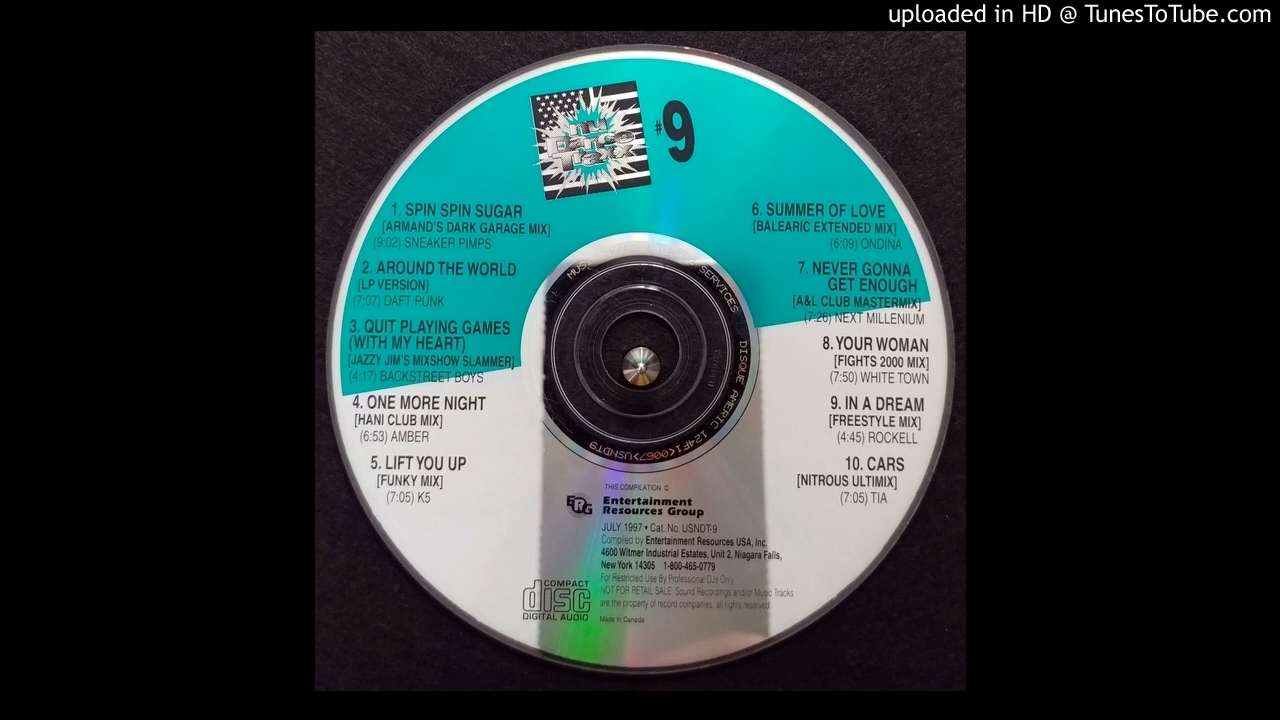 uploaded in HD @ TunesToTube.com
nu
Dance
Traxx
#9
1. SPIN SPIN SUGAR
[ARMAND'S DARK GARAGE MIX]
(9:02) SNEAKER PIMPS
2. AROUND THE WORLD
[LP VERSION]
(7:07) DAFT PUNK
3. QUIT PLAYING GAMES
(WITH MY HEART)
[JAZZY JIM'S MIXSHOW SLAMMER]
(4:17) BACKSTREET BOYS
4. ONE MORE NIGHT
[HANI CLUB MIX]
(6:53) AMBER
5. LIFT YOU UP
[FUNKY MIX]
(7:05) K5
6. SUMMER OF LOVE
[BALEARIC EXTENDED MIX]
(6:09) ONDINA
7. NEVER GONNA
GET ENOUGH
[A&L CLUB MASTERMIX]
(7:26) NEXT MILLENIUM
8. YOUR WOMAN
[FIGHTS 2000 MIX]
(7:50) WHITE TOWN
9. IN A DREAM
[FREESTYLE MIX]
(4:45) ROCKELL
10. CARS
[NITROUS ULTIMIX]
(7:05) TIA
SERVICES
DISQUE AMERIC 124F1<0067>USNDT9
THIS COMPILATION ©
ERG Entertainment
Resources Group
JULY 1997 • Cat. No. USNDT-9
Compiled by Entertainment Resources USA, Inc.
4600 Witmer Industrial Estates, Unit 2, Niagara Falls,
New York 14305 1-800-465-0779
For Restricted Use By Professional DJs Only
NOT FOR RETAIL SALE. Sound Recordings and/or Music Tracks
are the property of record companies, all rights reserved.
Made in Canada
COMPACT
disc
DIGITAL AUDIO